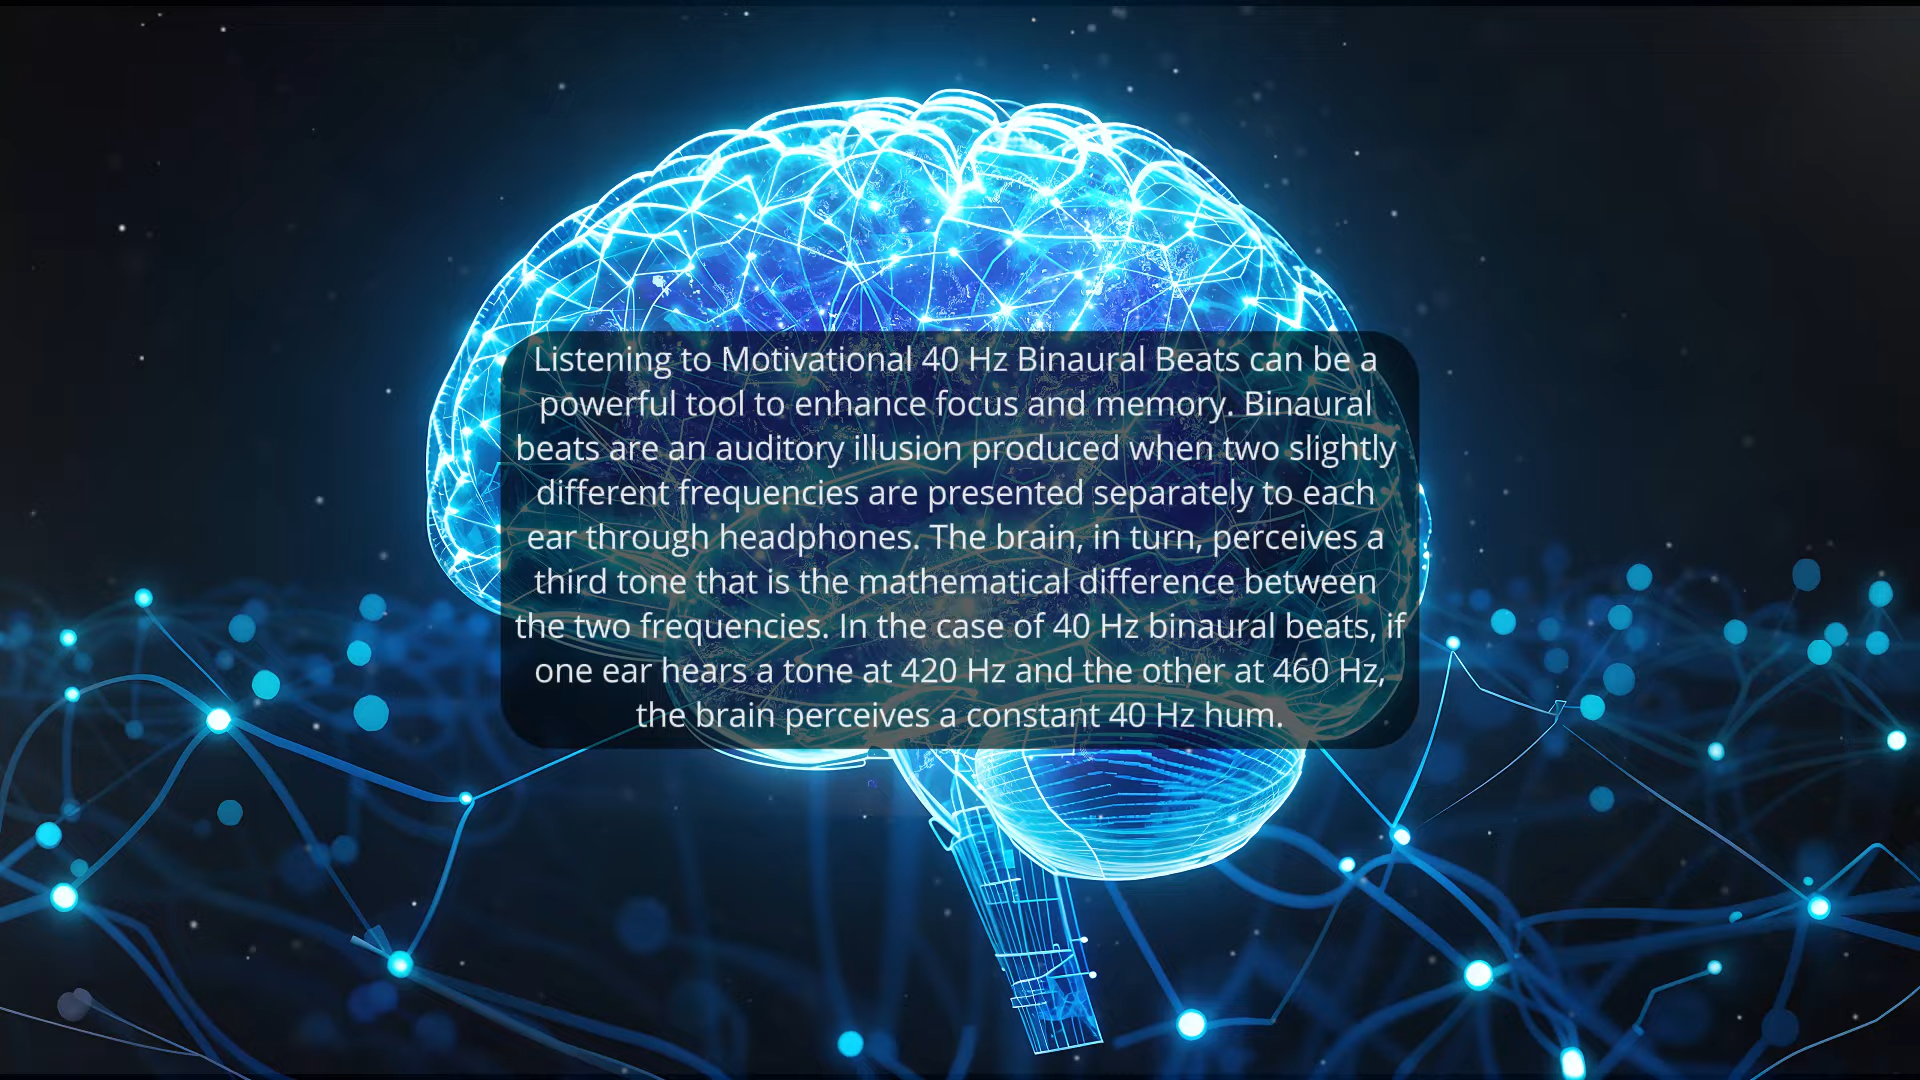 Listening to Motivational 40 Hz Binaural Beats can be a
powerful tool to enhance focus and memory. Binaural
beats are an auditory illusion produced when two slightly
different frequencies are presented separately to each
ear through headphones. The brain, in turn, perceives a
third tone that is the mathematical difference between
the two frequencies. In the case of 40 Hz binaural beats, if
one ear hears a tone at 420 Hz and the other at 460 Hz,
the brain perceives a constant 40 Hz hum.